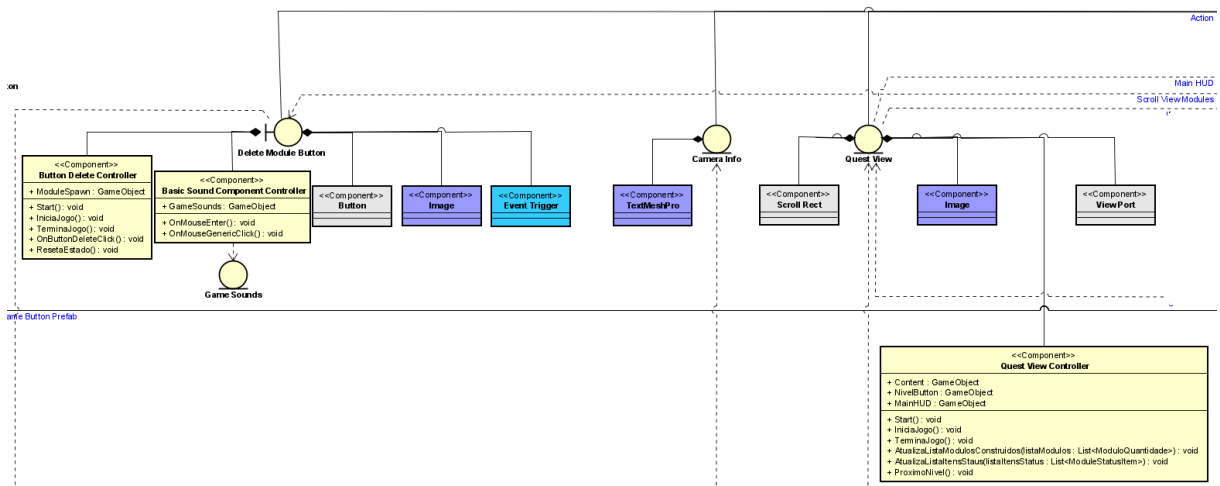 Action
Main HUD
Scroll View Modules
Delete Module Button
Camera Info
Quest View
<<Component>>
Button Delete Controller
+ ModuleSpawn : GameObject
+ Start() : void
+ IniciaJogo() : void
+ TerminaJogo() : void
+ OnButtonDeleteClick() : void
+ ResetaEstado() : void
<<Component>>
Basic Sound Component Controller
+ GameSounds : GameObject
+ OnMouseEnter() : void
+ OnMouseGenericClick() : void
<<Component>>
Button
<<Component>>
Image
<<Component>>
Event Trigger
<<Component>>
TextMeshPro
<<Component>>
Scroll Rect
<<Component>>
Image
<<Component>>
ViewPort
Game Sounds
ame Button Prefab
<<Component>>
Quest View Controller
+ Content : GameObject
+ NivelButton : GameObject
+ MainHUD : GameObject
+ Start() : void
+ IniciaJogo() : void
+ TerminaJogo() : void
+ AtualizaListaModulosConstruidos(listaModulos : List<ModuloQuantidade>) : void
+ AtualizaListaItensStaus(listaItensStatus : List<ModuleStatusItem>) : void
+ ProximoNivel() : void